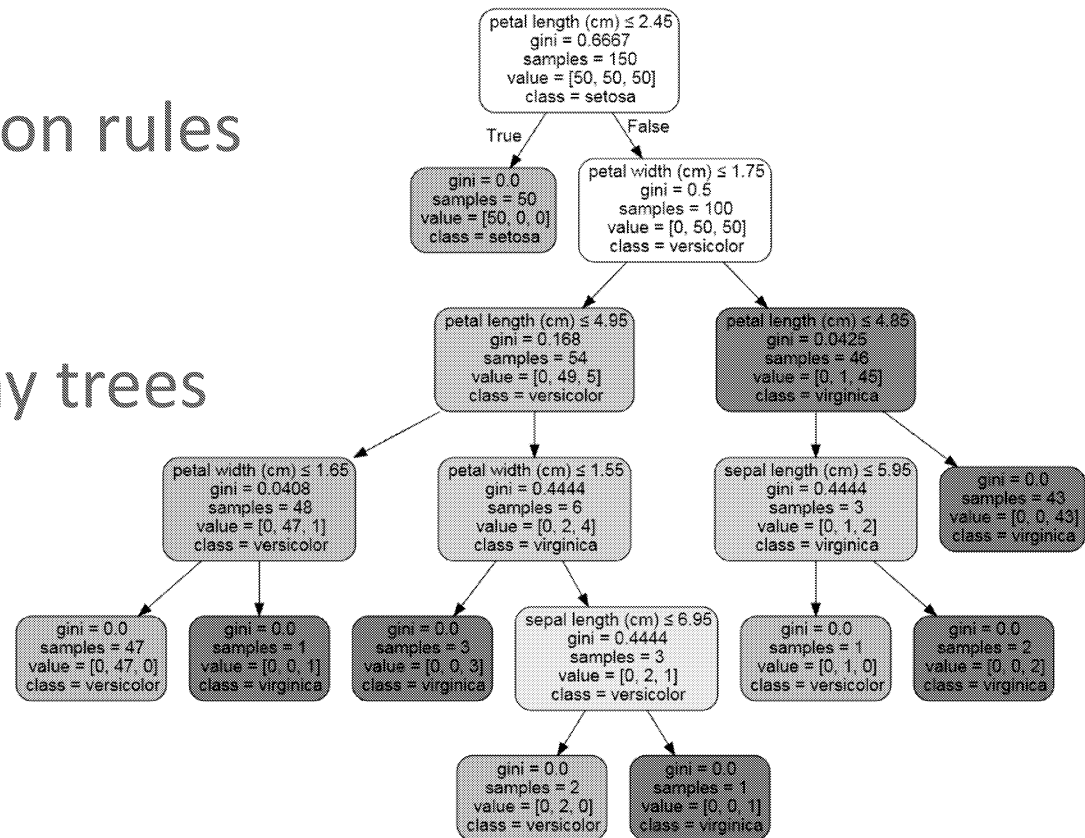 on rules
ny trees
petal length (cm) ≤ 2.45
gini = 0.6667
samples = 150
value = [50, 50, 50]
class = setosa
True
False
gini = 0.0
samples = 50
value = [50, 0, 0]
class = setosa
petal width (cm) ≤ 1.75
gini = 0.5
samples = 100
value = [0, 50, 50]
class = versicolor
petal length (cm) ≤ 4.95
gini = 0.168
samples = 54
value = [0, 49, 5]
class = versicolor
petal length (cm) ≤ 4.85
gini = 0.0425
samples = 46
value = [0, 1, 45]
class = virginica
petal width (cm) ≤ 1.65
gini = 0.0408
samples = 48
value = [0, 47, 1]
class = versicolor
petal width (cm) ≤ 1.55
gini = 0.4444
samples = 6
value = [0, 2, 4]
class = virginica
sepal length (cm) ≤ 5.95
gini = 0.4444
samples = 3
value = [0, 1, 2]
class = virginica
gini = 0.0
samples = 43
value = [0, 0, 43]
class = virginica
gini = 0.0
samples = 47
value = [0, 47, 0]
class = versicolor
gini = 0.0
samples = 1
value = [0, 0, 1]
class = virginica
gini = 0.0
samples = 3
value = [0, 0, 3]
class = virginica
sepal length (cm) ≤ 6.95
gini = 0.4444
samples = 3
value = [0, 2, 1]
class = versicolor
gini = 0.0
samples = 1
value = [0, 1, 0]
class = versicolor
gini = 0.0
samples = 2
value = [0, 0, 2]
class = virginica
gini = 0.0
samples = 2
value = [0, 2, 0]
class = versicolor
gini = 0.0
samples = 1
value = [0, 0, 1]
class = virginica